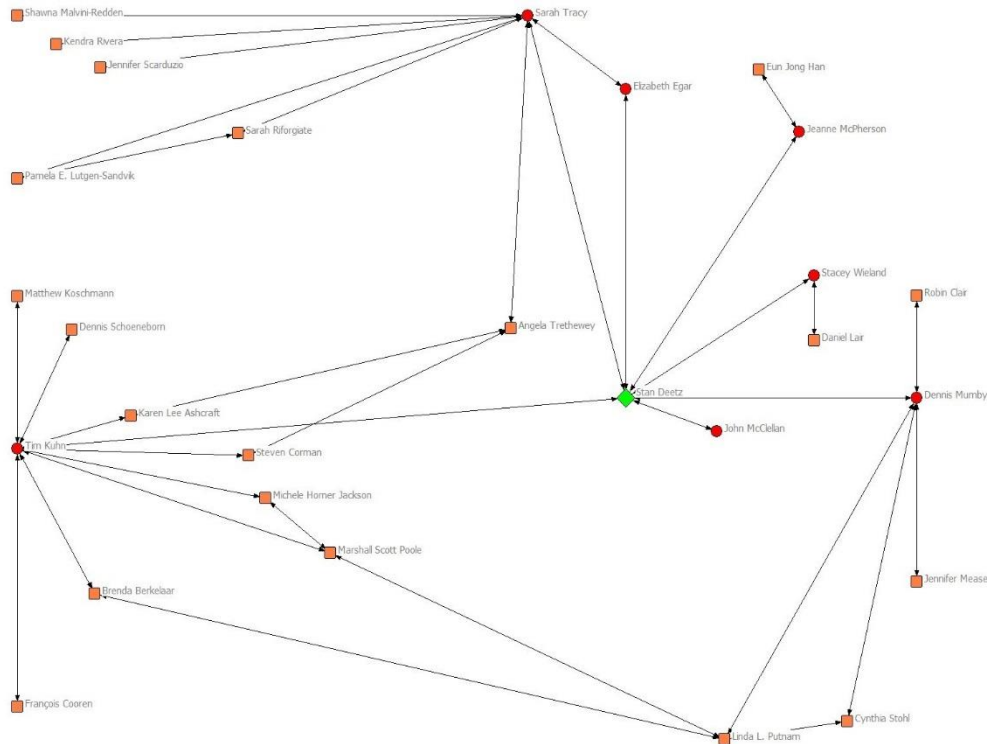 Shawna Malvini-Redden
Sarah Tracy
Kendra Rivera
Jennifer Scarduzio
Eun Jong Han
Elizabeth Egar
Sarah Riforgiate
Jeanne McPherson
Pamela E. Lutgen-Sandvik
Stacey Wieland
Matthew Koschmann
Robin Clair
Dennis Schoeneborn
Angela Trethewey
Daniel Lair
Stan Deetz
Dennis Mumby
Karen Lee Ashcraft
John McClellan
Tim Kuhn
Steven Corman
Michele Homer Jackson
Marshall Scott Poole
Jennifer Mease
Brenda Berkelaar
François Cooren
Cynthia Stohl
Linda L. Putnam